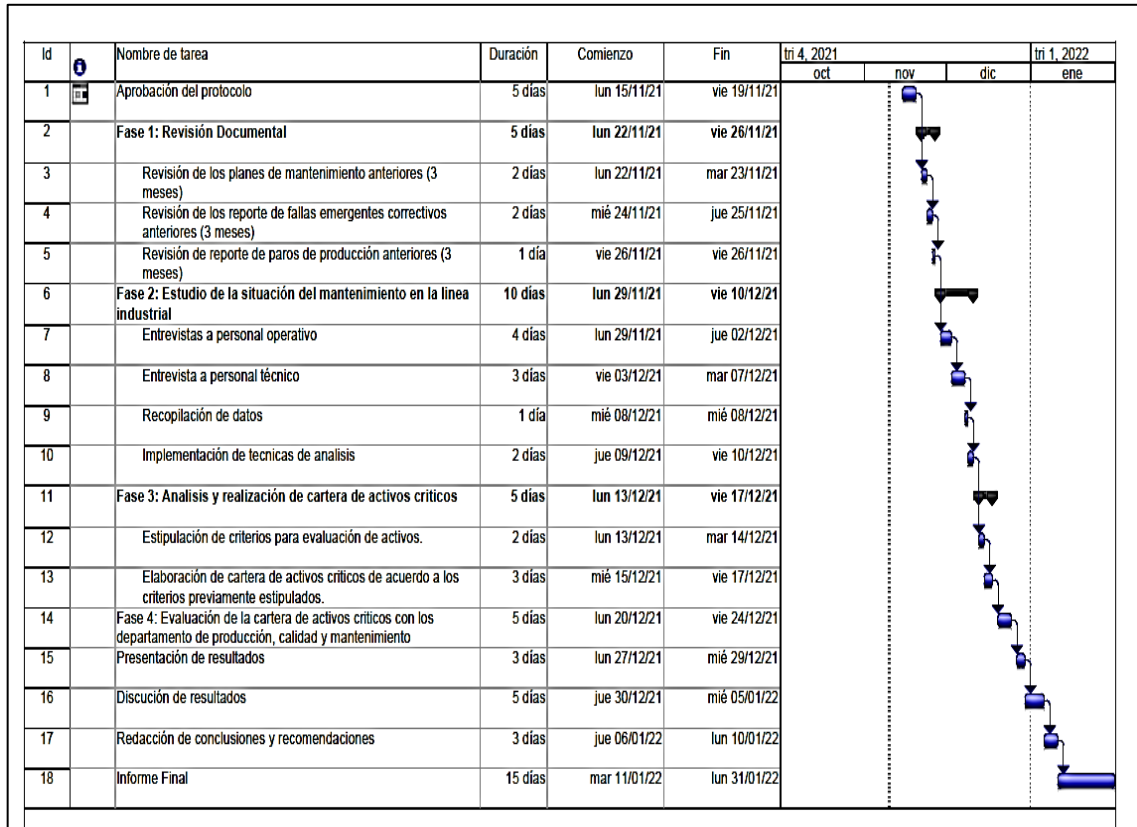 Id Nombre de tarea Duración Comienzo Fin tri 4, 2021 tri 1, 2022
oct nov dic ene
1 Aprobación del protocolo 5 días lun 15/11/21 vie 19/11/21
2 Fase 1: Revisión Documental 5 días lun 22/11/21 vie 26/11/21
3 Revisión de los planes de mantenimiento anteriores (3 2 días lun 22/11/21 mar 23/11/21
meses)
4 Revisión de los reporte de fallas emergentes correctivos 2 días mié 24/11/21 jue 25/11/21
anteriores (3 meses)
5 Revisión de reporte de paros de producción anteriores (3 1 día vie 26/11/21 vie 26/11/21
meses)
6 Fase 2: Estudio de la situación del mantenimiento en la linea 10 días lun 29/11/21 vie 10/12/21
industrial
7 Entrevistas a personal operativo 4 días lun 29/11/21 jue 02/12/21
8 Entrevista a personal técnico 3 días vie 03/12/21 mar 07/12/21
9 Recopilación de datos 1 día mié 08/12/21 mié 08/12/21
10 Implementación de tecnicas de analisis 2 días jue 09/12/21 vie 10/12/21
11 Fase 3: Analisis y realización de cartera de activos criticos 5 días lun 13/12/21 vie 17/12/21
12 Estipulación de criterios para evaluación de activos. 2 días lun 13/12/21 mar 14/12/21
13 Elaboración de cartera de activos criticos de acuerdo a los 3 días mié 15/12/21 vie 17/12/21
criterios previamente estipulados.
14 Fase 4: Evaluación de la cartera de activos criticos con los 5 días lun 20/12/21 vie 24/12/21
departamento de producción, calidad y mantenimiento
15 Presentación de resultados 3 días lun 27/12/21 mié 29/12/21
16 Discución de resultados 5 días jue 30/12/21 mié 05/01/22
17 Redacción de conclusiones y recomendaciones 3 días jue 06/01/22 lun 10/01/22
18 Informe Final 15 días mar 11/01/22 lun 31/01/22